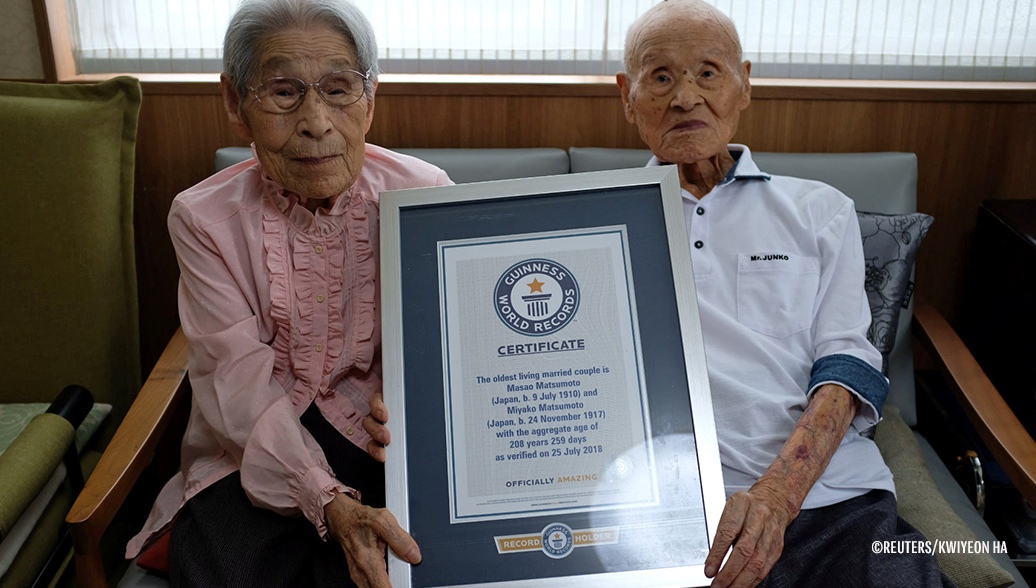 GUINNESS
WORLD RECORDS
CERTIFICATE
The oldest living married couple is
Masao Matsumoto
(Japan, b. 9 July 1910) and
Miyako Matsumoto
(Japan, b. 24 November 1917)
with the aggregate age of
208 years 259 days
as verified on 25 July 2018
OFFICIALLY AMAZING
RECORD HOLDER
Mr.JUNKO
©REUTERS/KWIYEON HA